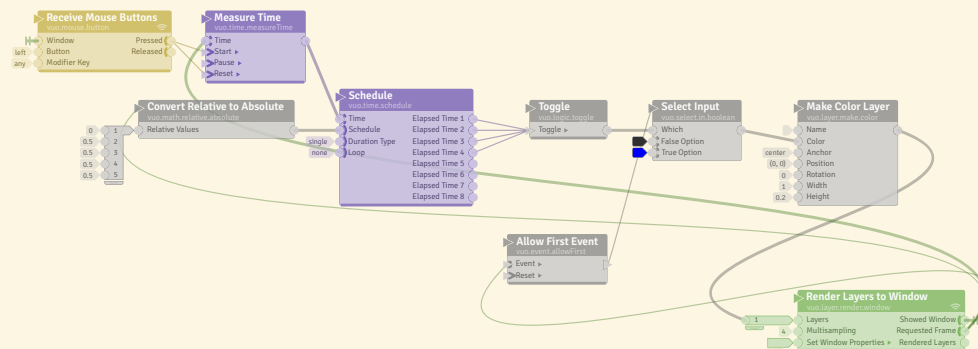 Receive Mouse Buttons
vuo.mouse.button
Window
Pressed
left
Button
Released
any
Modifier Key
Measure Time
vuo.time.measureTime
Time
Start ▸
Pause ▸
Reset ▸
Convert Relative to Absolute
vuo.math.relative.absolute
Relative Values
0
1
0.5
2
0.5
3
0.5
4
0.5
5
Schedule
vuo.time.schedule
Time
Elapsed Time 1
Schedule
Elapsed Time 2
single
Duration Type
Elapsed Time 3
none
Loop
Elapsed Time 4
Elapsed Time 5
Elapsed Time 6
Elapsed Time 7
Elapsed Time 8
Toggle
vuo.logic.toggle
Toggle ▸
Select Input
vuo.select.in.boolean
Which
False Option
True Option
Make Color Layer
vuo.layer.make.color
Name
Color
center
Anchor
(0, 0)
Position
0
Rotation
1
Width
0.2
Height
Allow First Event
vuo.event.allowFirst
Event ▸
Reset ▸
Render Layers to Window
vuo.layer.render.window
1
Layers
Showed Window
4
Multisampling
Requested Frame
Set Window Properties ▸
Rendered Layers